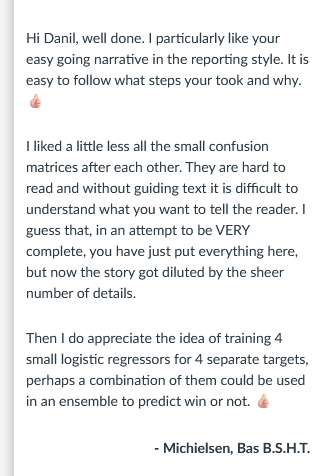 Hi Danil, well done. I particularly like your
easy going narrative in the reporting style. It is
easy to follow what steps your took and why.
👍🏻
I liked a little less all the small confusion
matrices after each other. They are hard to
read and without guiding text it is difficult to
understand what you want to tell the reader. I
guess that, in an attempt to be VERY
complete, you have just put everything here,
but now the story got diluted by the sheer
number of details.
Then I do appreciate the idea of training 4
small logistic regressors for 4 separate targets,
perhaps a combination of them could be used
in an ensemble to predict win or not. 👍🏻
- Michielsen, Bas B.S.H.T.